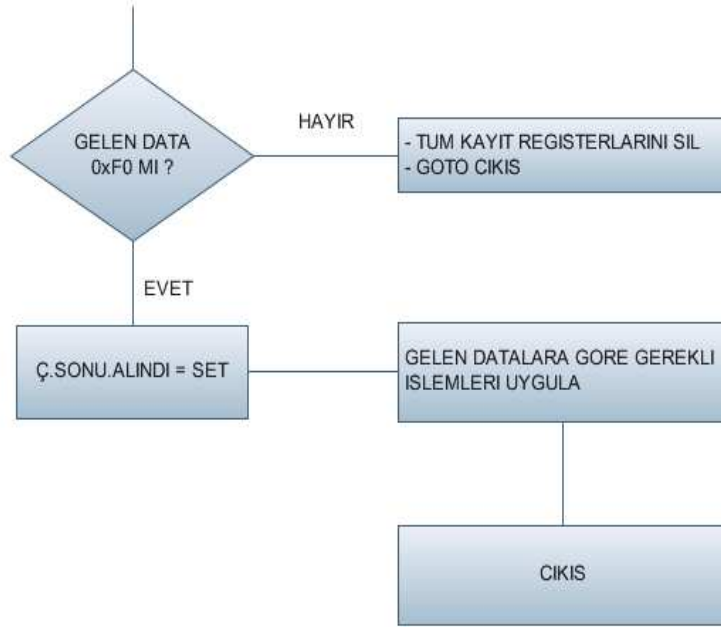 GELEN DATA
0xF0 MI ?
HAYIR
- TUM KAYIT REGISTERLARINI SIL
- GOTO CIKIS
EVET
Ç.SONU.ALINDI = SET
GELEN DATALARA GORE GEREKLI
ISLEMLERI UYGULA
CIKIS